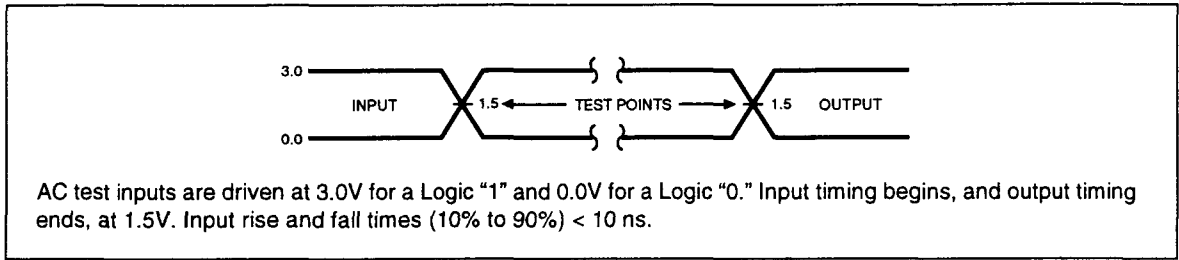 3.0
INPUT 1.5 TEST POINTS 1.5 OUTPUT
0.0
AC test inputs are driven at 3.0V for a Logic “1” and 0.0V for a Logic “0.” Input timing begins, and output timing
ends, at 1.5V. Input rise and fall times (10% to 90%) < 10 ns.